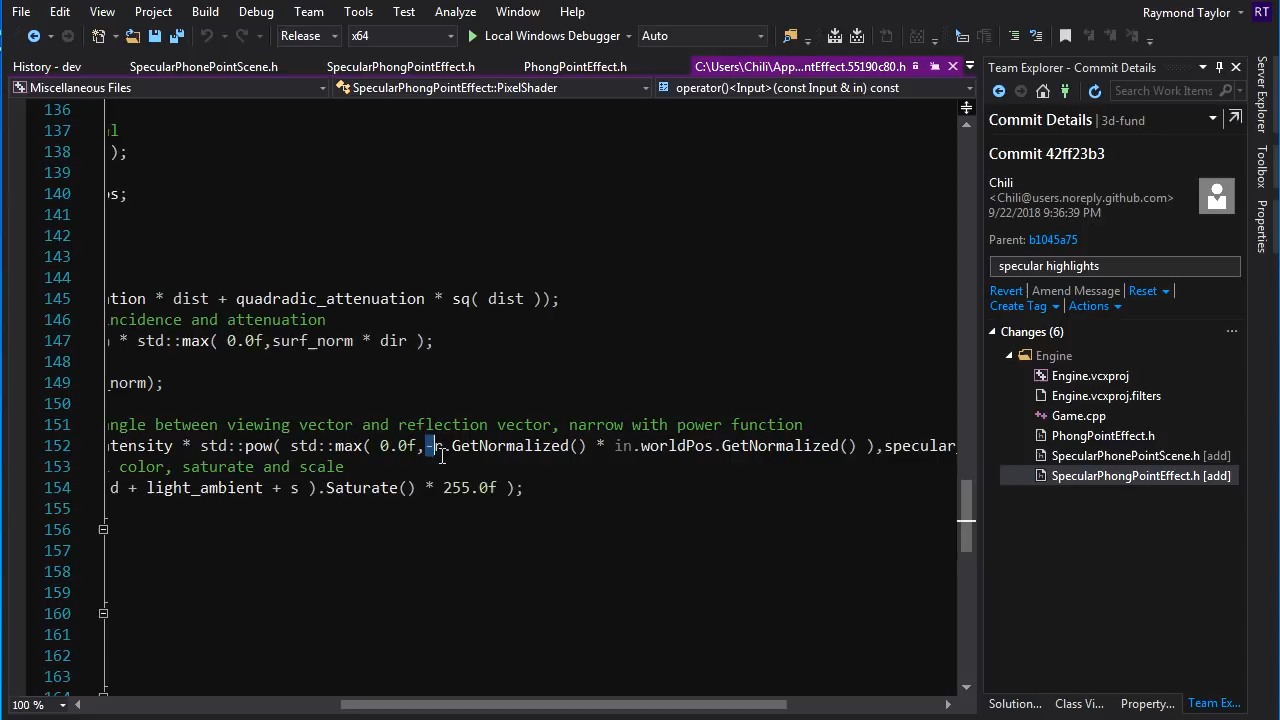 File Edit View Project Build Debug Team Tools Test Analyze Window Help Raymond Taylor RT
Release x64 Local Windows Debugger Auto
History - dev SpecularPhonePointScene.h SpecularPhongPointEffect.h PhongPointEffect.h C:\Users\Chili\App...ntEffect.55190c80.h
Miscellaneous Files SpecularPhongPointEffect::PixelShader operator()<Input>(const Input & in) const
136
137 al
138 );
139
140 os;
141
142
143
144
145 ation * dist + quadradic_attenuation * sq( dist ));
146 incidence and attenuation
147 n * std::max( 0.0f,surf_norm * dir );
148
149 _norm);
150
151 angle between viewing vector and reflection vector, narrow with power function
152 ntensity * std::pow( std::max( 0.0f,-r.GetNormalized() * in.worldPos.GetNormalized() ),specular_
153 color, saturate and scale
154 d + light_ambient + s ).Saturate() * 255.0f );
155
156
157
158
159
160
161
162
163
164
100 %
Team Explorer - Commit Details
Search Work Items
Commit Details 3d-fund
Commit 42ff23b3
Chili
<Chili@users.noreply.github.com>
9/22/2018 9:36:39 PM
Parent: b1045a75
specular highlights
Revert Amend Message Reset
Create Tag Actions
Changes (6) ...
Engine
Engine.vcxproj
Engine.vcxproj.filters
Game.cpp
PhongPointEffect.h
SpecularPhonePointScene.h [add]
SpecularPhongPointEffect.h [add]
Solution... Class Vi... Property... Team Ex...
Server Explorer
Toolbox
Properties